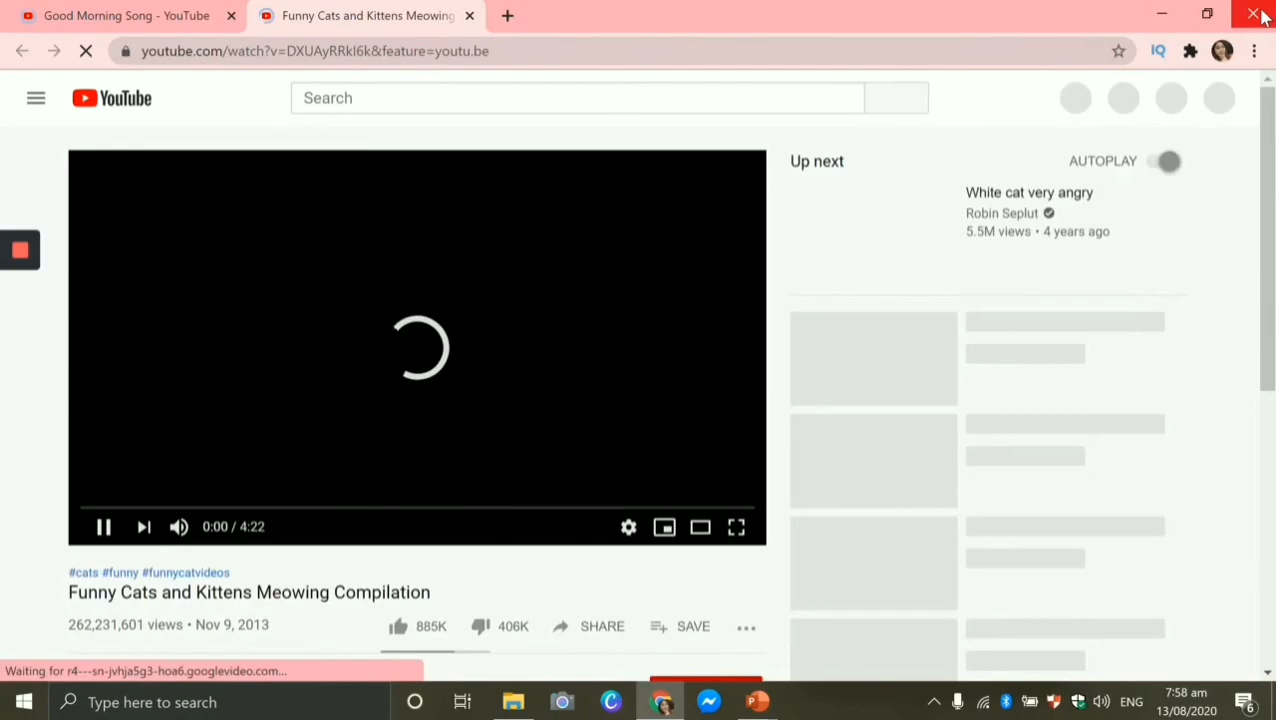 Good Morning Song - YouTube
Funny Cats and Kittens Meowing
youtube.com/watch?v=DXUAyRRkI6k&feature=youtu.be
YouTube
Search
Up next
AUTOPLAY
White cat very angry
Robin Seplut
5.5M views • 4 years ago
0:00 / 4:22
#cats #funny #funnycatvideos
Funny Cats and Kittens Meowing Compilation
262,231,601 views • Nov 9, 2013
885K
406K
SHARE
SAVE
Waiting for r4---sn-jvhja5g3-hoa6.googlevideo.com...
Type here to search
ENG
7:58 am
13/08/2020
6